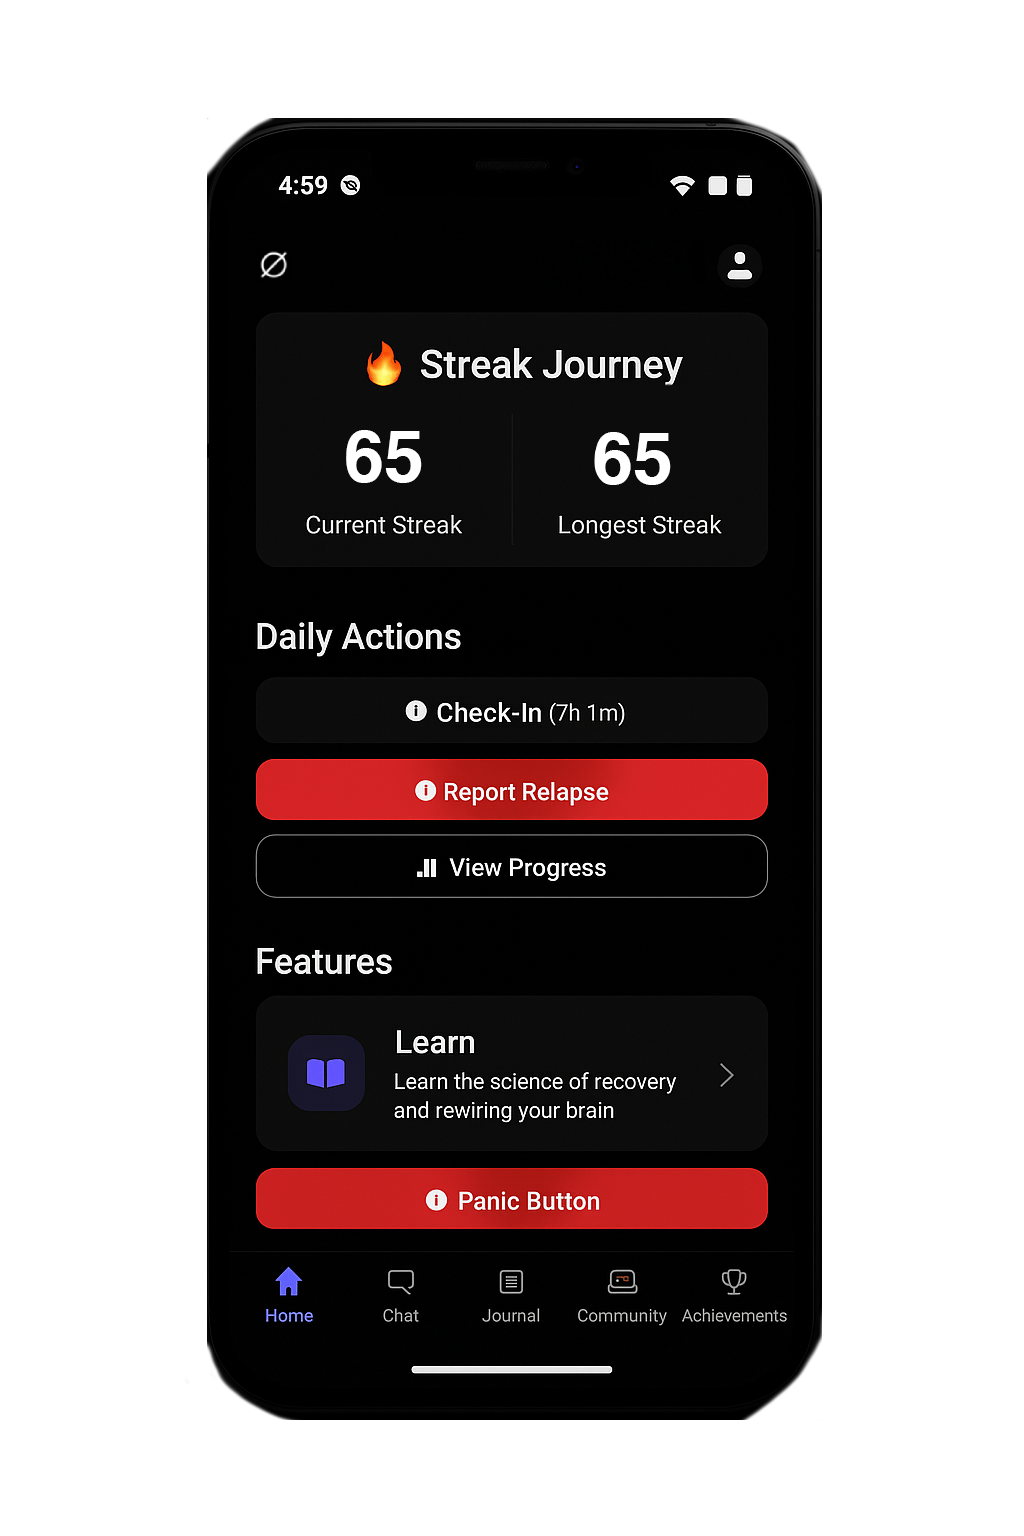 4:59
🔥 Streak Journey
65
Current Streak
65
Longest Streak
Daily Actions
Check-In (7h 1m)
Report Relapse
View Progress
Features
Learn
Learn the science of recovery
and rewiring your brain
Panic Button
Home
Chat
Journal
Community
Achievements